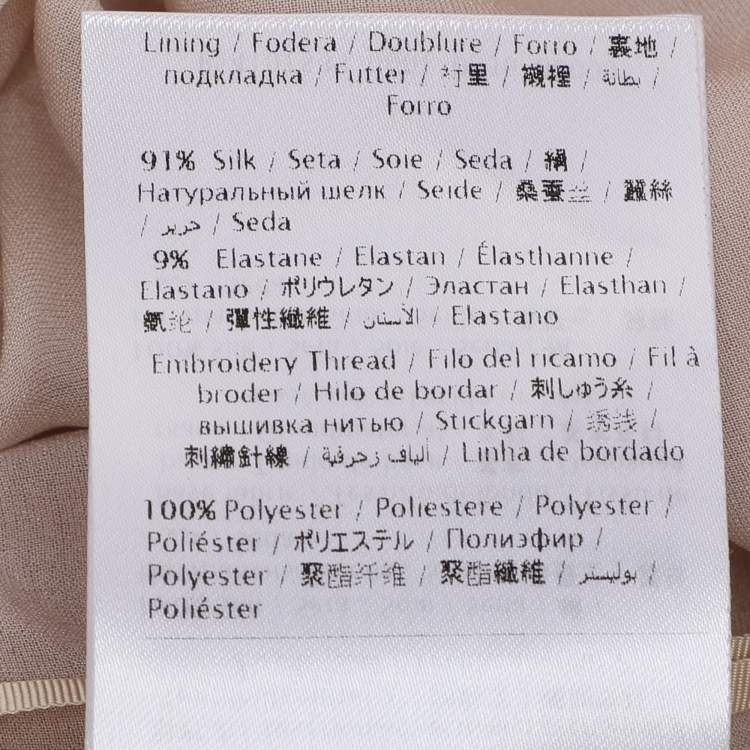 Lining / Fodera / Doublure / Forro / 裏地 /
подкладка / Futter / 衬里 / 襯裡 / بطانة /
Forro
91% Silk / Seta / Soie / Seda / 絹 /
Натуральный шелк / Seide / 桑蚕丝 / 蠶絲
/ حرير / Seda
9% Elastane / Elastan / Élasthanne /
Elastano / ポリウレタン / Эластан / Elasthan /
氨纶 / 彈性纖維 / الأستان / Elastano
Embroidery Thread / Filo del ricamo / Fil à
broder / Hilo de bordar / 刺しゅう糸 /
вышивка нитью / Stickgarn / 绣线 /
刺繡針線 / ألياف زخرفية / Linha de bordado
100% Polyester / Poliestere / Polyester /
Poliéster / ポリエステル / Полиэфир /
Polyester / 聚酯纤维 / 聚酯纖維 / بوليستر /
Poliéster